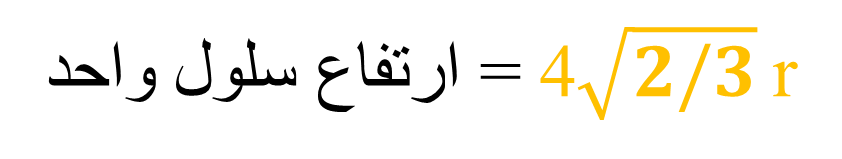 ارتفاع سلول واحد = 4√2/3 r